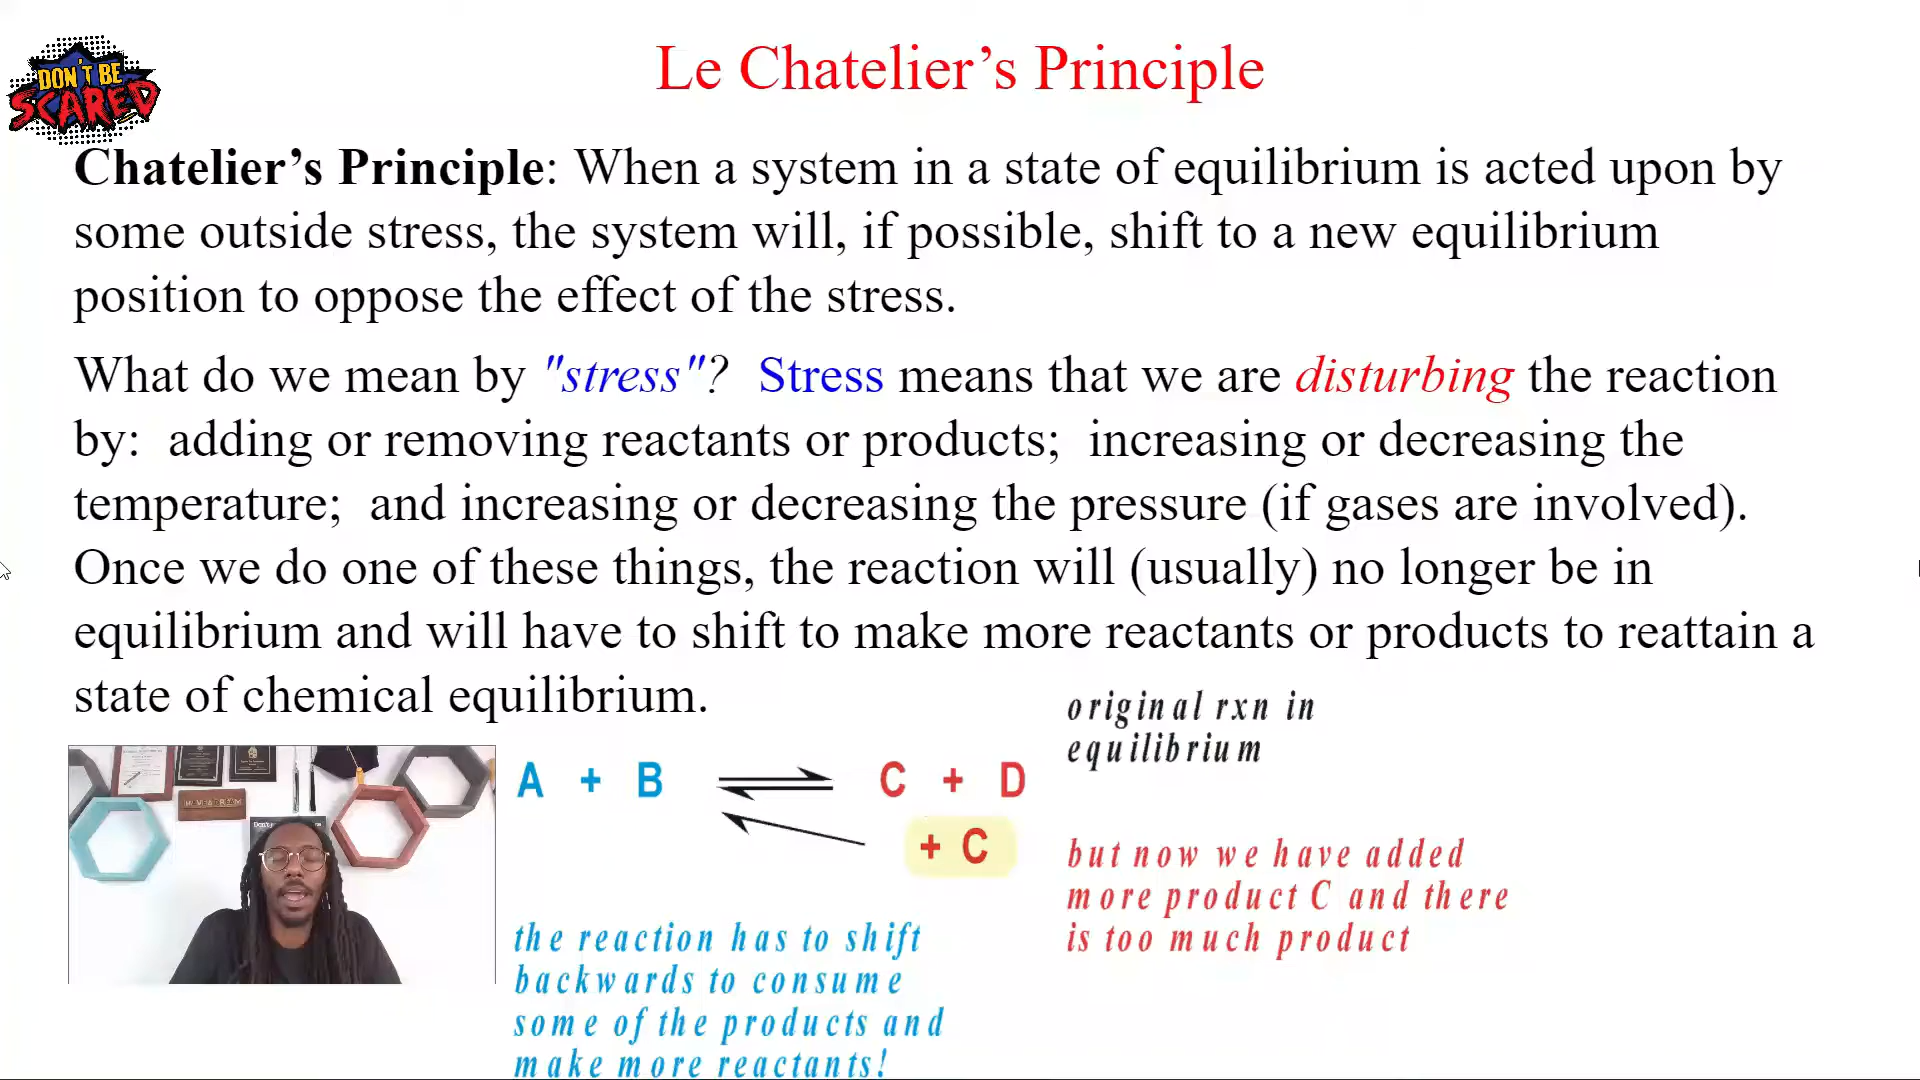 DON'T BE
SCARED
Le Chatelier’s Principle
Chatelier’s Principle: When a system in a state of equilibrium is acted upon by
some outside stress, the system will, if possible, shift to a new equilibrium
position to oppose the effect of the stress.
What do we mean by "stress"? Stress means that we are disturbing the reaction
by: adding or removing reactants or products; increasing or decreasing the
temperature; and increasing or decreasing the pressure (if gases are involved).
Once we do one of these things, the reaction will (usually) no longer be in
equilibrium and will have to shift to make more reactants or products to reattain a
state of chemical equilibrium.
original rxn in
equilibrium
A + B ⇌ C + D
+ C
but now we have added
more product C and there
is too much product
the reaction has to shift
backwards to consume
some of the products and
make more reactants!